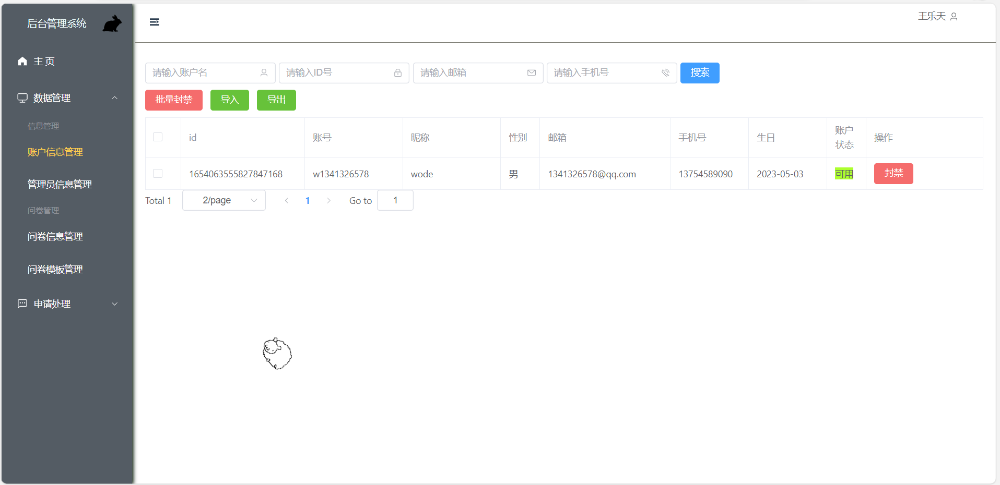 后台管理系统
王乐天
主页
数据管理
信息管理
账户信息管理
管理员信息管理
问卷管理
问卷信息管理
问卷模板管理
申请处理
请输入账户名 请输入ID号 请输入邮箱 请输入手机号 搜索
批量封禁 导入 导出
id 账号 昵称 性别 邮箱 手机号 生日 账户状态 操作
1654063555827847168 w1341326578 wode 男 1341326578@qq.com 13754589090 2023-05-03 可用 封禁
Total 1 2/page 1 Go to 1